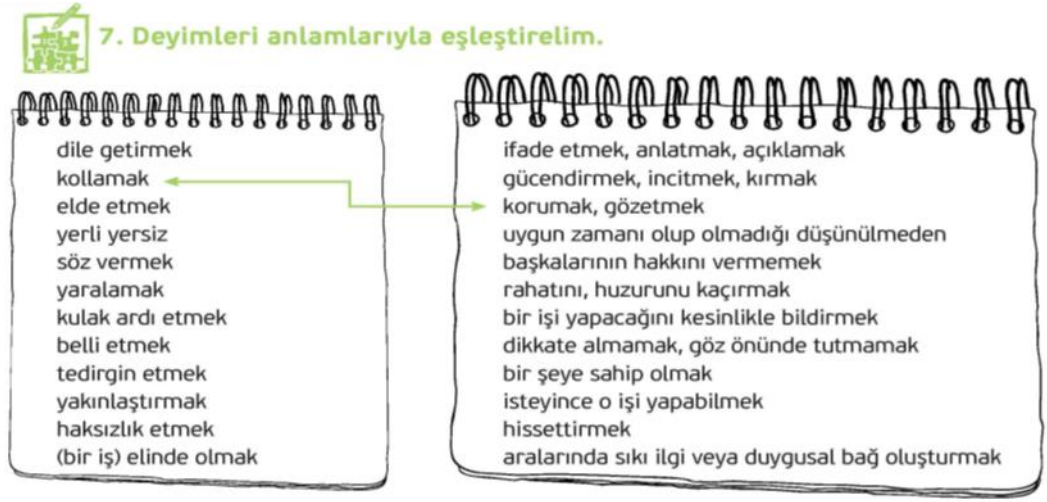 7. Deyimleri anlamlarıyla eşleştirelim.
dile getirmek
kollamak
elde etmek
yerli yersiz
söz vermek
yaralamak
kulak ardı etmek
belli etmek
tedirgin etmek
yakınlaştırmak
haksızlık etmek
(bir iş) elinde olmak
ifade etmek, anlatmak, açıklamak
gücendirmek, incitmek, kırmak
korumak, gözetmek
uygun zamanı olup olmadığı düşünülmeden
başkalarının hakkını vermemek
rahatını, huzurunu kaçırmak
bir işi yapacağını kesinlikle bildirmek
dikkate almamak, göz önünde tutmamak
bir şeye sahip olmak
isteyince o işi yapabilmek
hissettirmek
aralarında sıkı ilgi veya duygusal bağ oluşturmak